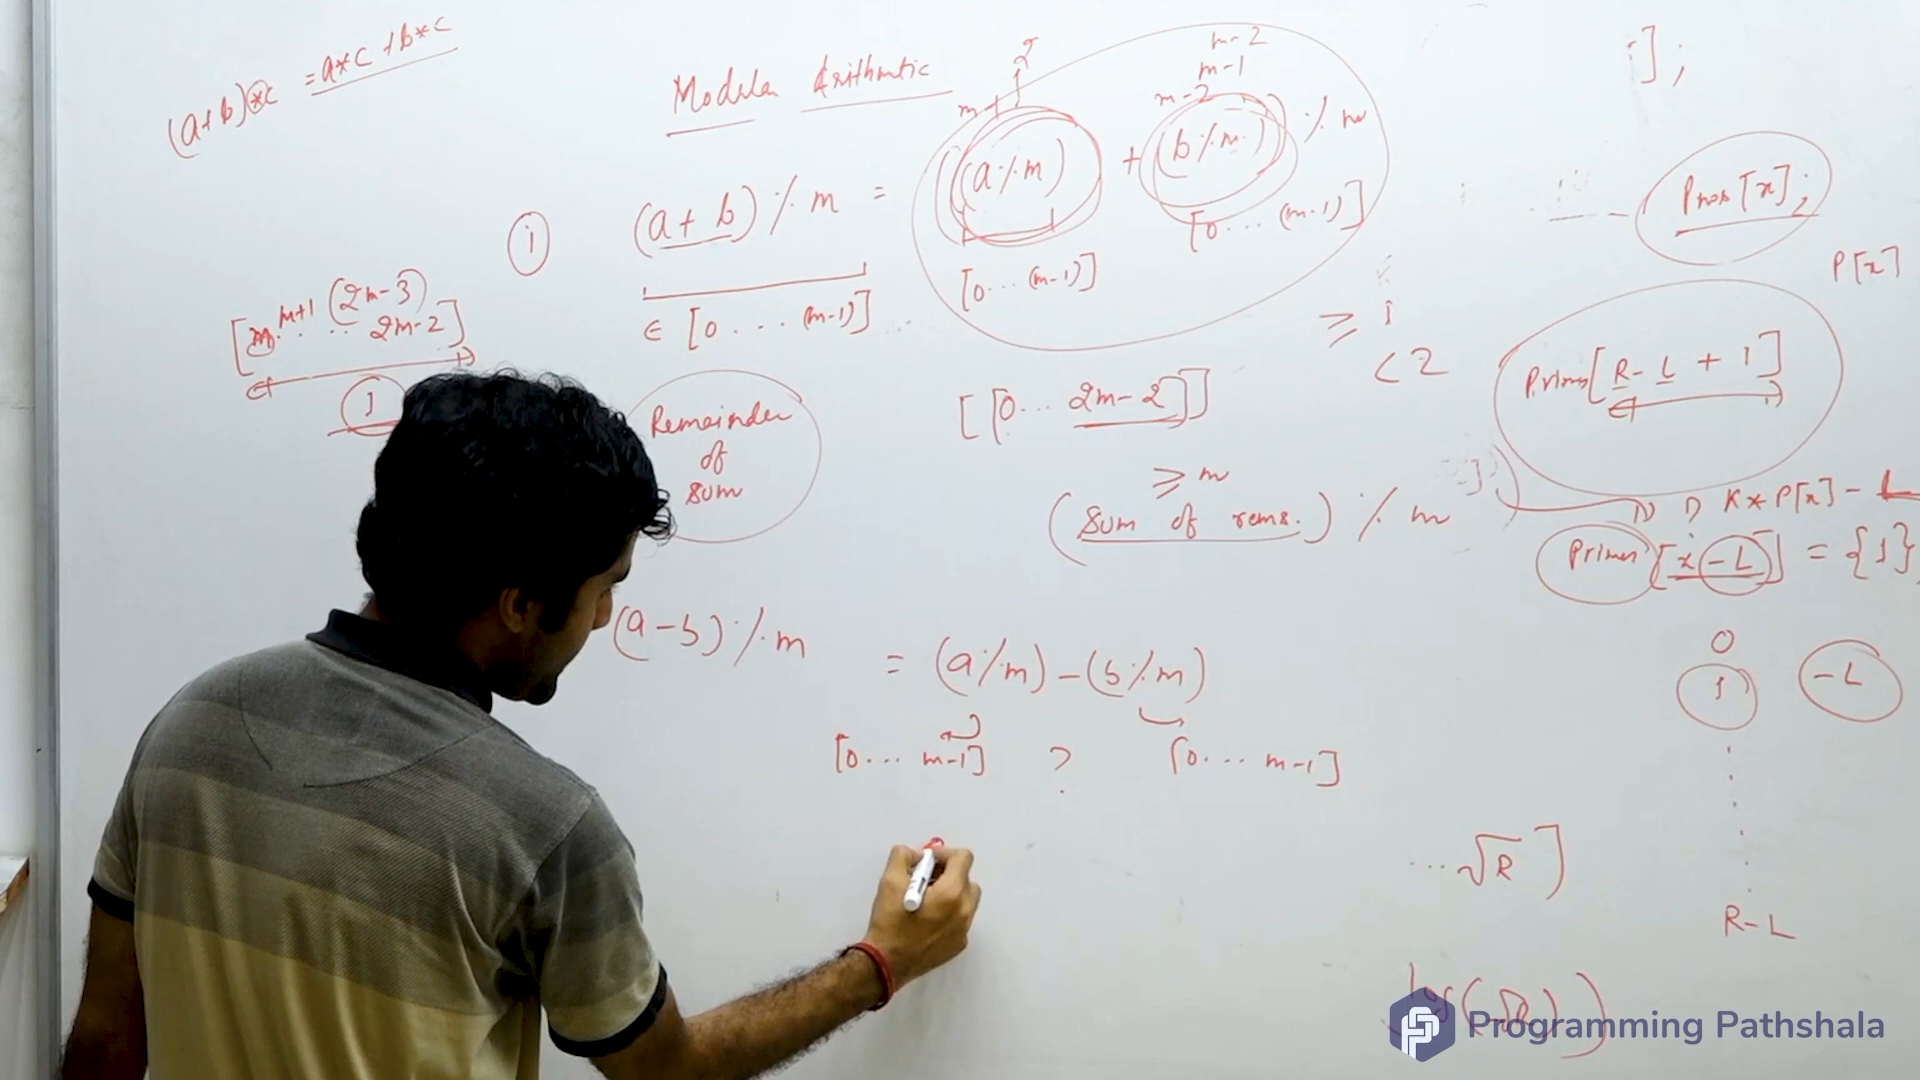 (a+b)*c = a*c + b*c
Modular Arithmetic
2
m-1
m-2
m-1
m-2
① (a+b)%m = ((a%m) + (b%m))%m
∈ [0...(m-1)]
[0...(m-1)]
[0...(m-1)]
[m, m+1 ... (2m-3) 2m-2]
1
Remainder
of
sum
[[0...2m-2]]
≥ m
(sum of rems.) % m
≥ 1
< 2
(a-b)%m = (a%m) - (b%m)
[0... m-1] ? [0... m-1]
];
P[x]
Primes[R-L+1]
K*P[x]-L
Primes[x-L] = {1}
0
1
-L
R-L
...√R]
Programming Pathshala